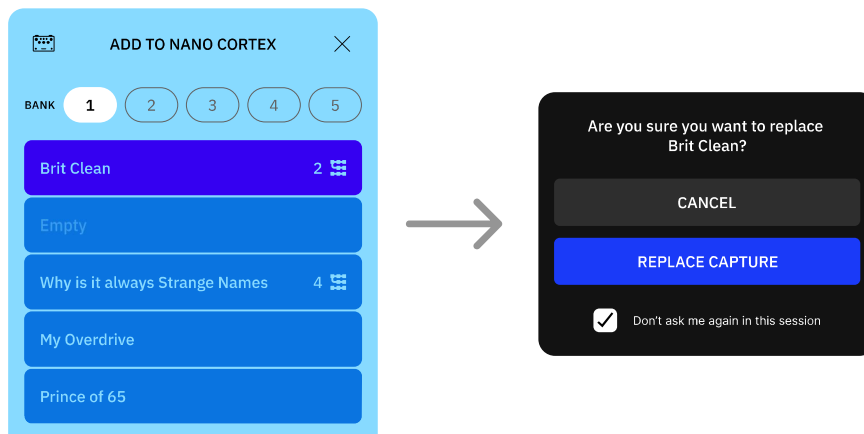 ADD TO NANO CORTEX
BANK 1 2 3 4 5
Brit Clean 2
Empty
Why is it always Strange Names 4
My Overdrive
Prince of 65
Are you sure you want to replace
Brit Clean?
CANCEL
REPLACE CAPTURE
Don't ask me again in this session